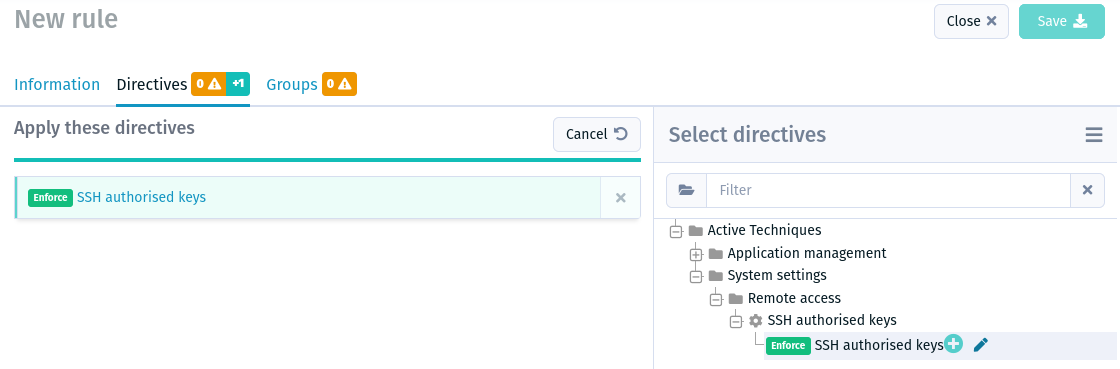 New rule
Close
Save
Information
Directives 0 +1
Groups 0
Apply these directives
Cancel
Enforce SSH authorised keys
Select directives
Filter
Active Techniques
Application management
System settings
Remote access
SSH authorised keys
Enforce SSH authorised keys